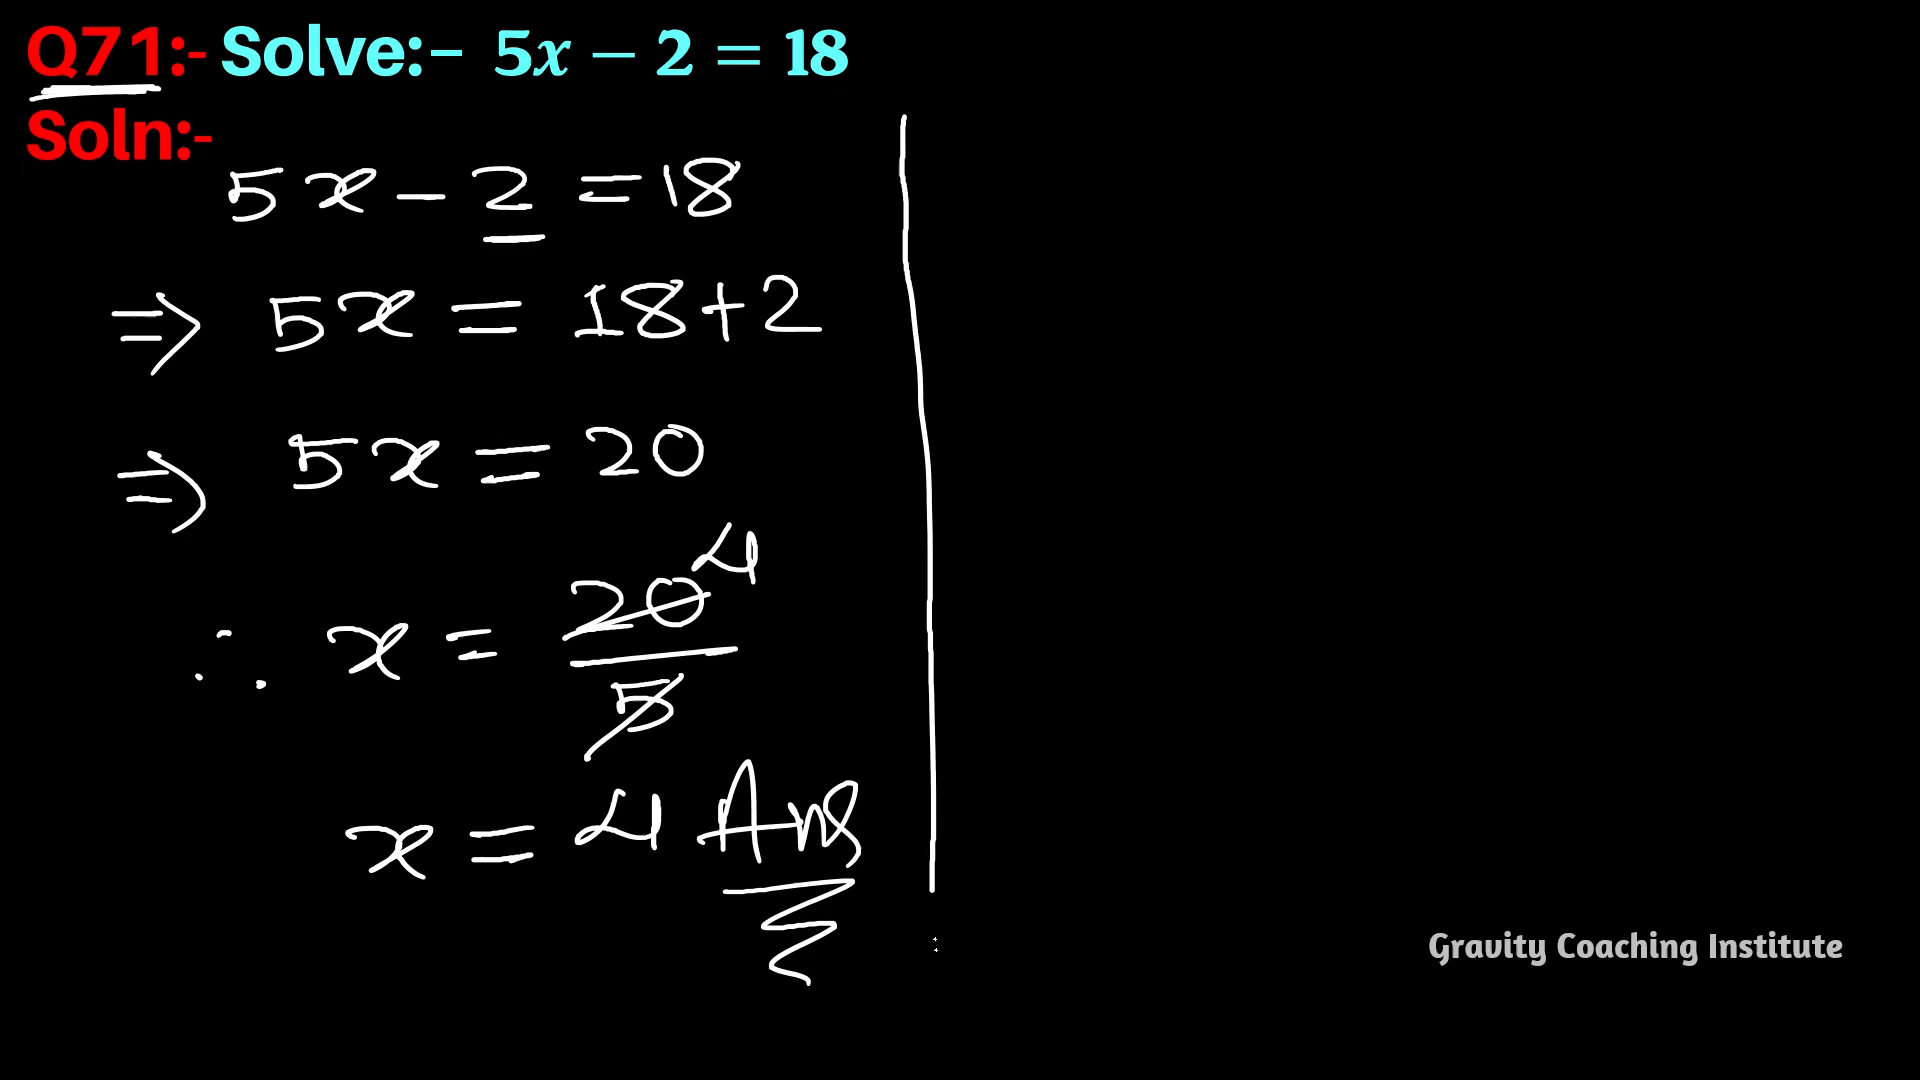 Q71:- Solve:− 5x − 2 = 18
Soln:-
5x − 2 = 18
⇒ 5x = 18+2
⇒ 5x = 20
∴ x = 20/5 4
x = 4 Ans
Gravity Coaching Institute